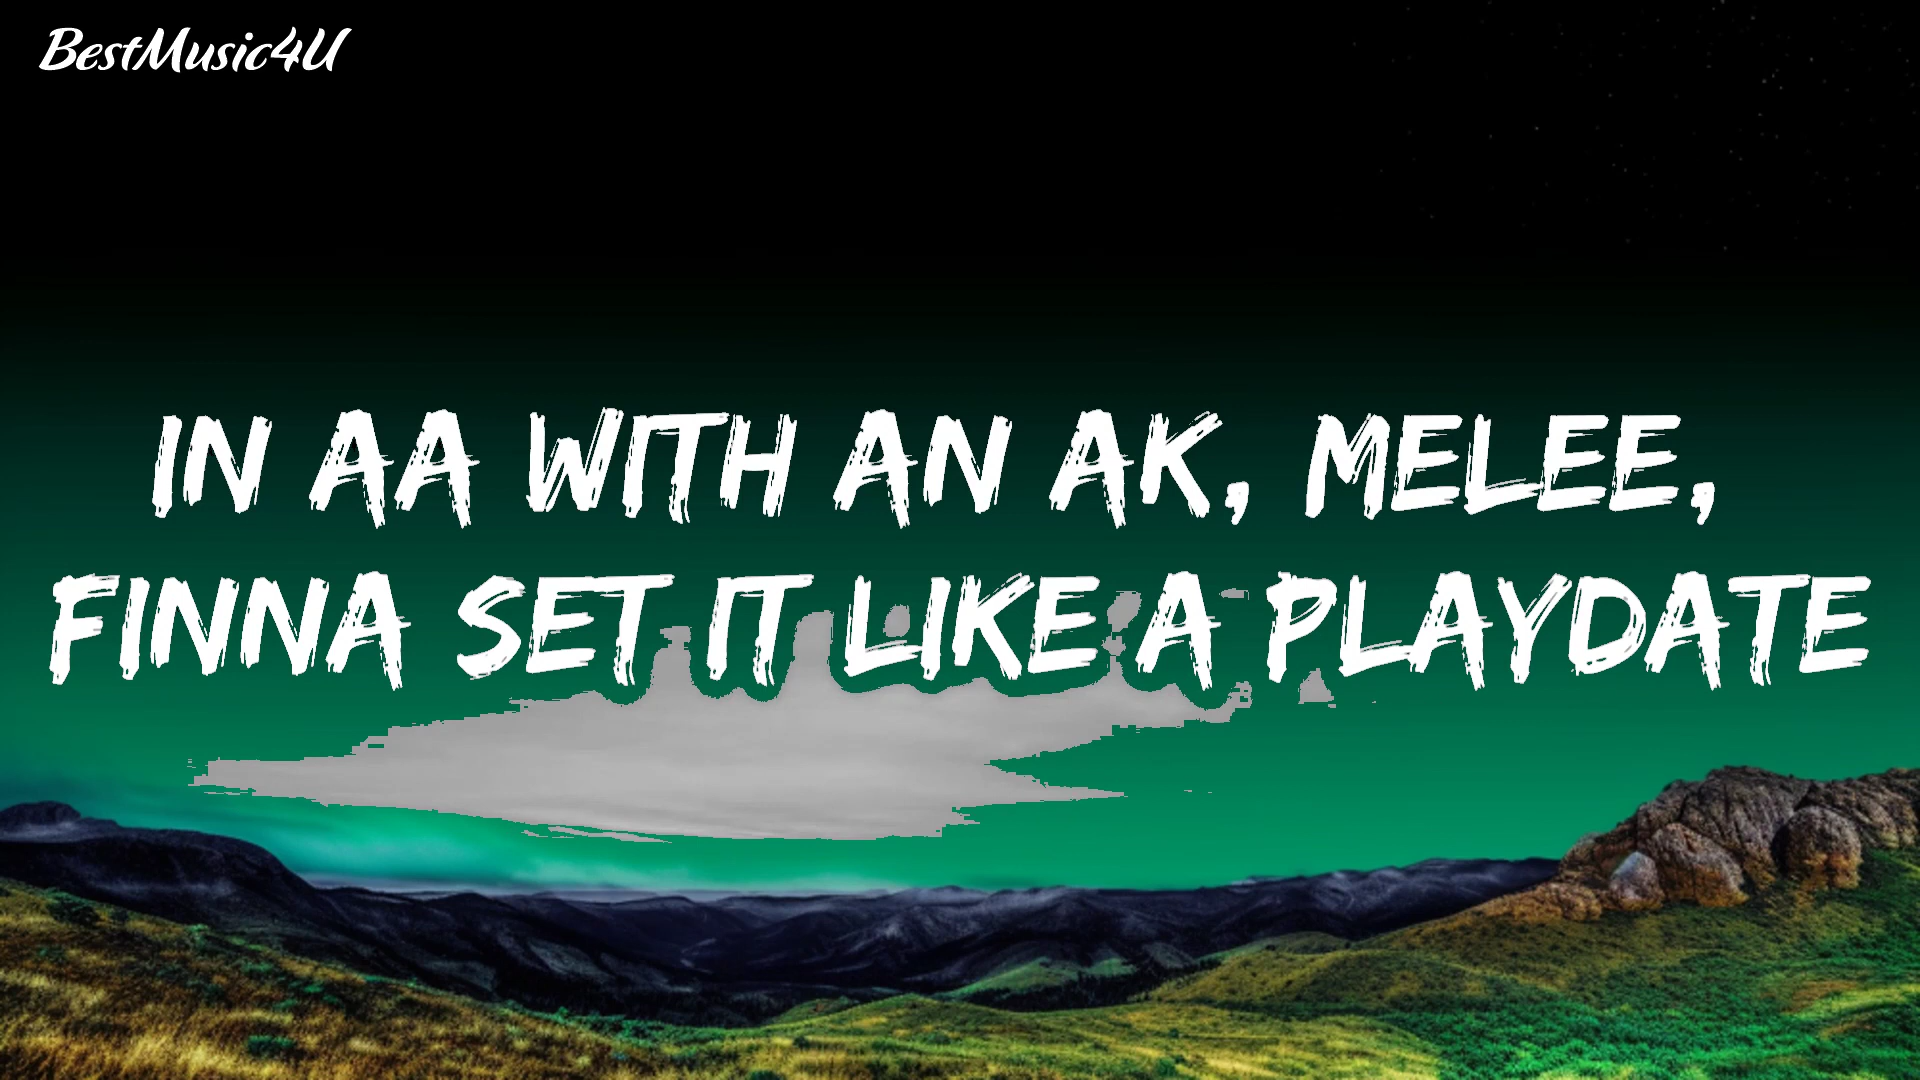 BestMusic4U
IN AA WITH AN AK, MELEE,
FINNA SET IT LIKE A PLAYDATE